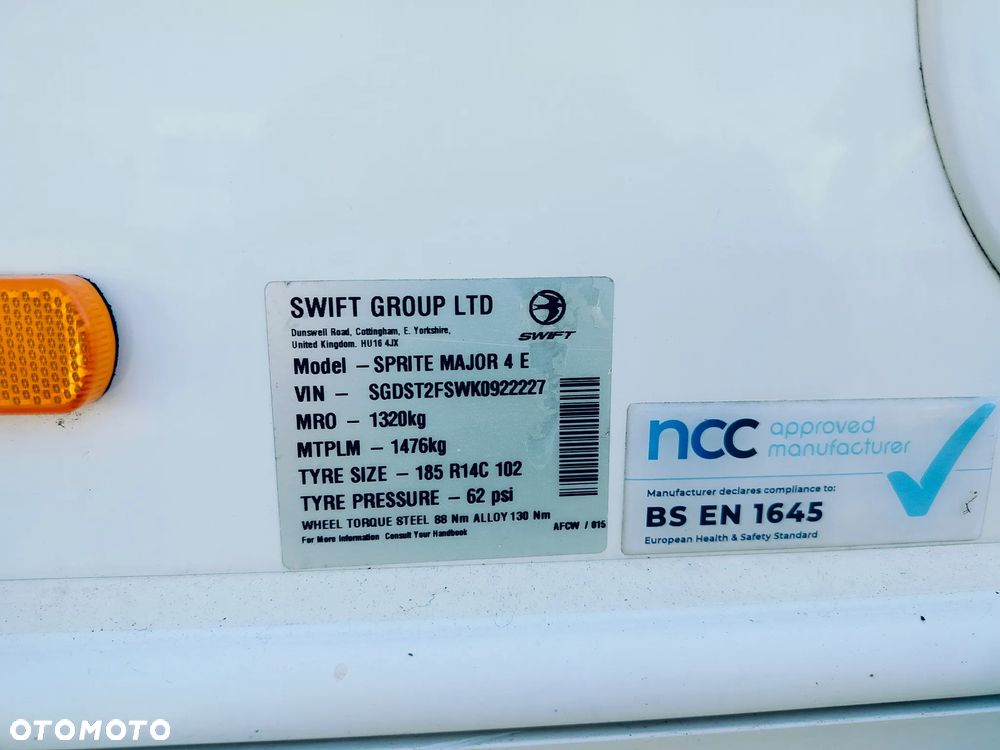 SWIFT GROUP LTD
SWIFT
Dunswell Road, Cottingham, E. Yorkshire,
United Kingdom. HU16 4JX
Model – SPRITE MAJOR 4 E
VIN – SGDST2FSWK0922227
MRO – 1320kg
MTPLM – 1476kg
TYRE SIZE – 185 R14C 102
TYRE PRESSURE – 62 psi
WHEEL TORQUE STEEL 88 Nm ALLOY 130 Nm
For More Information Consult Your Handbook
AFCW / 015
ncc approved manufacturer
Manufacturer declares compliance to:
BS EN 1645
European Health & Safety Standard
OTOMOTO